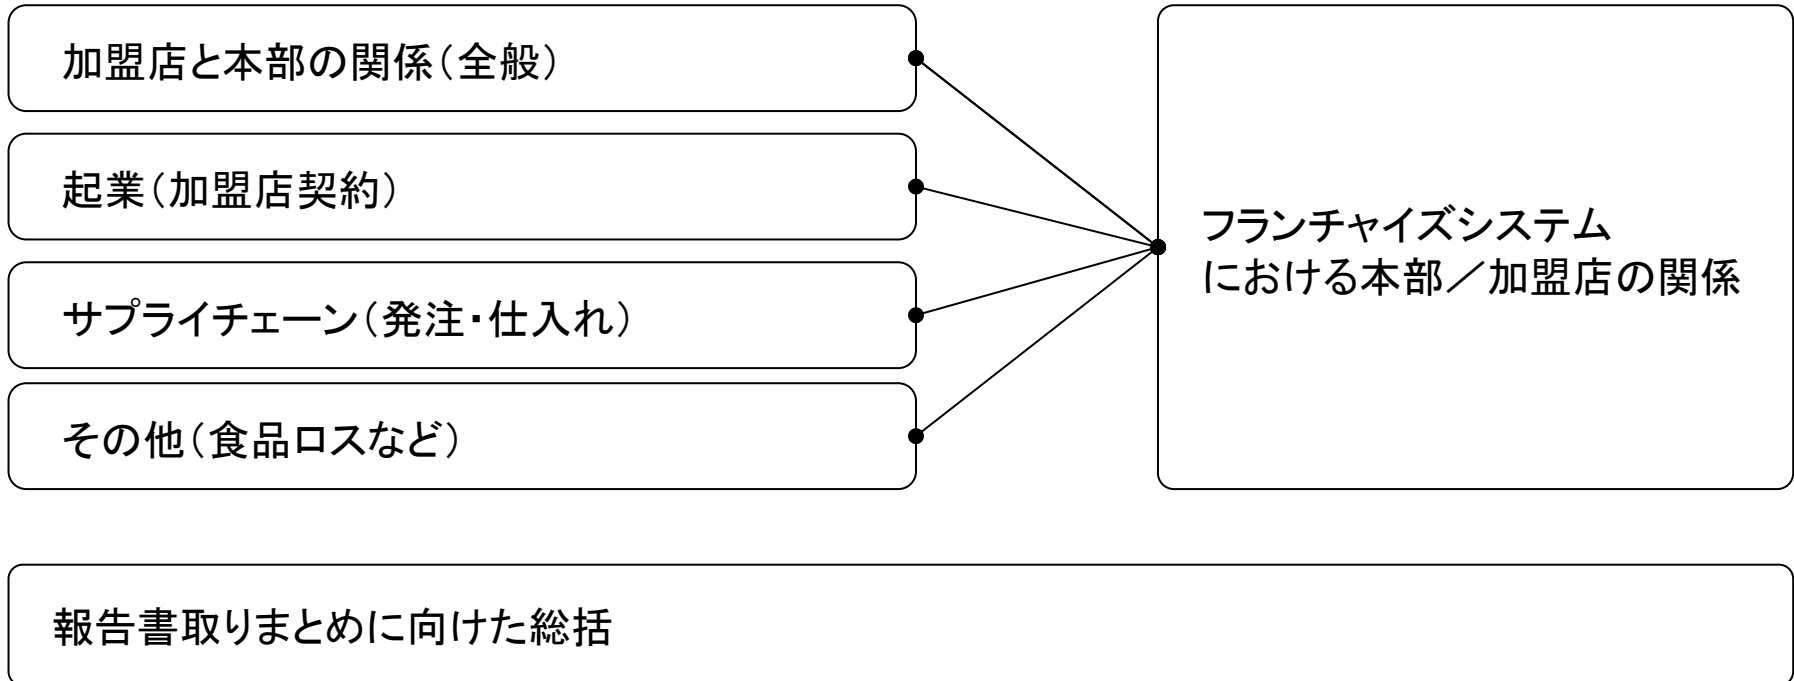 加盟店と本部の関係（全般）
起業（加盟店契約）
サプライチェーン（発注・仕入れ）
その他（食品ロスなど）
フランチャイズシステム
における本部／加盟店の関係
報告書取りまとめに向けた総括